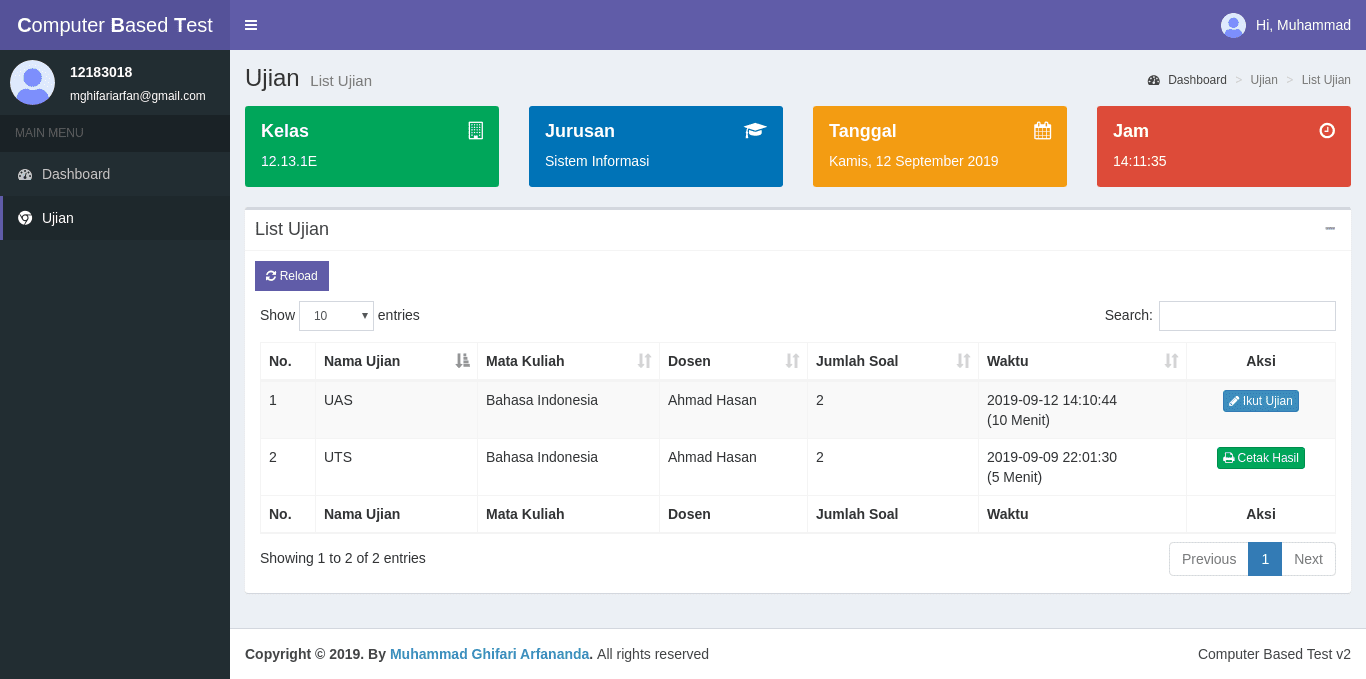 Computer Based Test
Hi, Muhammad
12183018
mghifariarfan@gmail.com
MAIN MENU
Dashboard
Ujian
Ujian List Ujian
Dashboard > Ujian > List Ujian
Kelas
12.13.1E
Jurusan
Sistem Informasi
Tanggal
Kamis, 12 September 2019
Jam
14:11:35
List Ujian
Reload
Show 10 entries
Search:
No. Nama Ujian Mata Kuliah Dosen Jumlah Soal Waktu Aksi
1 UAS Bahasa Indonesia Ahmad Hasan 2 2019-09-12 14:10:44 Ikut Ujian
(10 Menit)
2 UTS Bahasa Indonesia Ahmad Hasan 2 2019-09-09 22:01:30 Cetak Hasil
(5 Menit)
No. Nama Ujian Mata Kuliah Dosen Jumlah Soal Waktu Aksi
Showing 1 to 2 of 2 entries
Previous 1 Next
Copyright © 2019. By Muhammad Ghifari Arfananda. All rights reserved
Computer Based Test v2